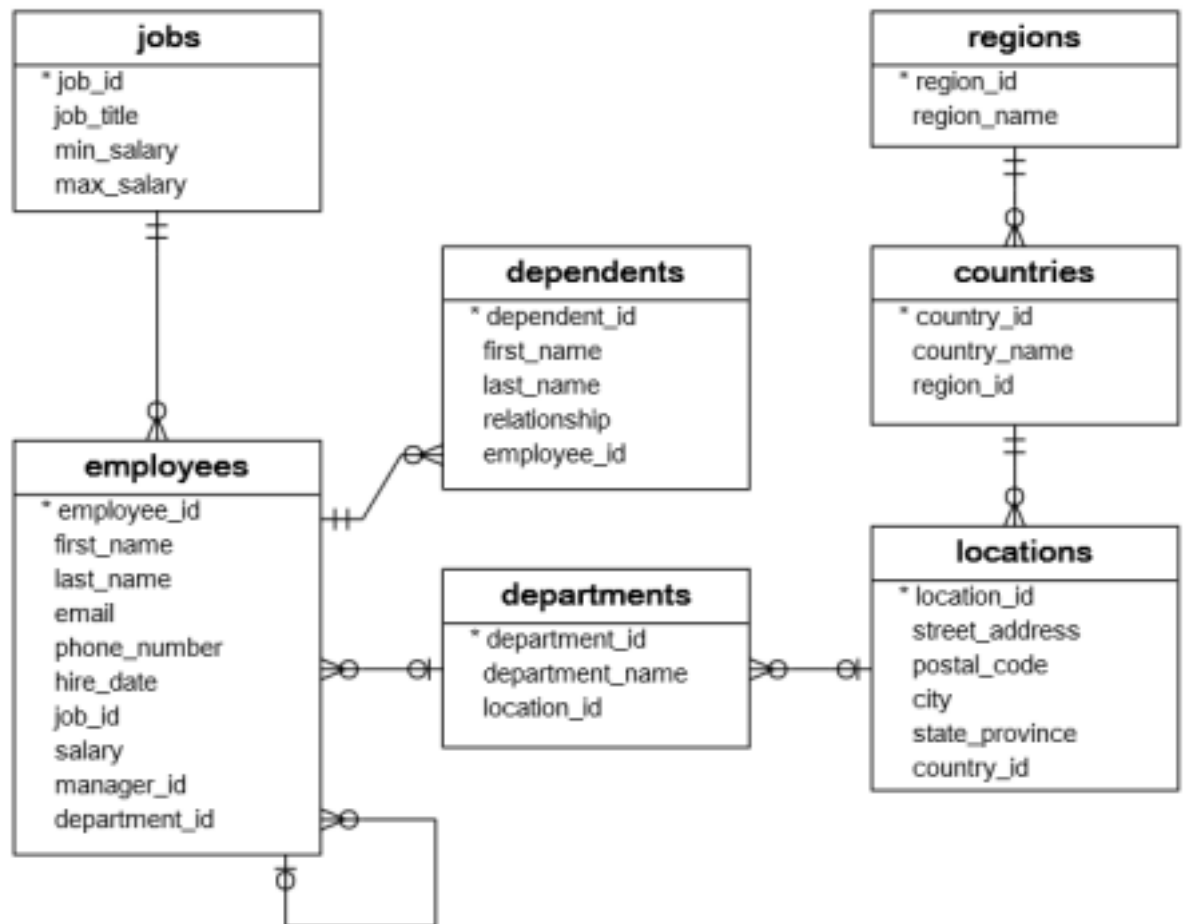 jobs
* job_id
job_title
min_salary
max_salary
regions
* region_id
region_name
dependents
* dependent_id
first_name
last_name
relationship
employee_id
countries
* country_id
country_name
region_id
employees
* employee_id
first_name
last_name
email
phone_number
hire_date
job_id
salary
manager_id
department_id
departments
* department_id
department_name
location_id
locations
* location_id
street_address
postal_code
city
state_province
country_id